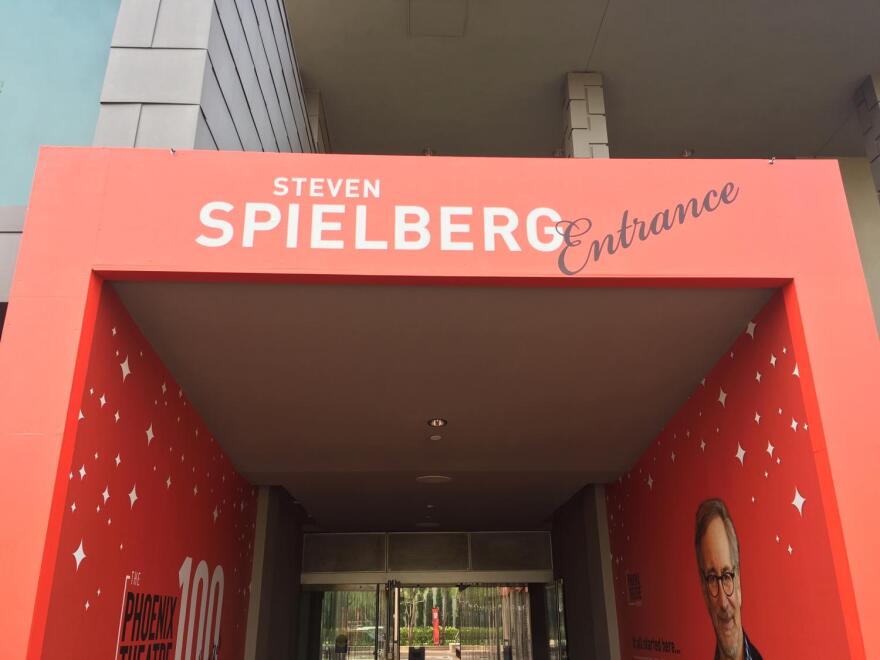 STEVEN
SPIELBERG Entrance
THE
PHOENIX
THEATRE
100
It all started here...